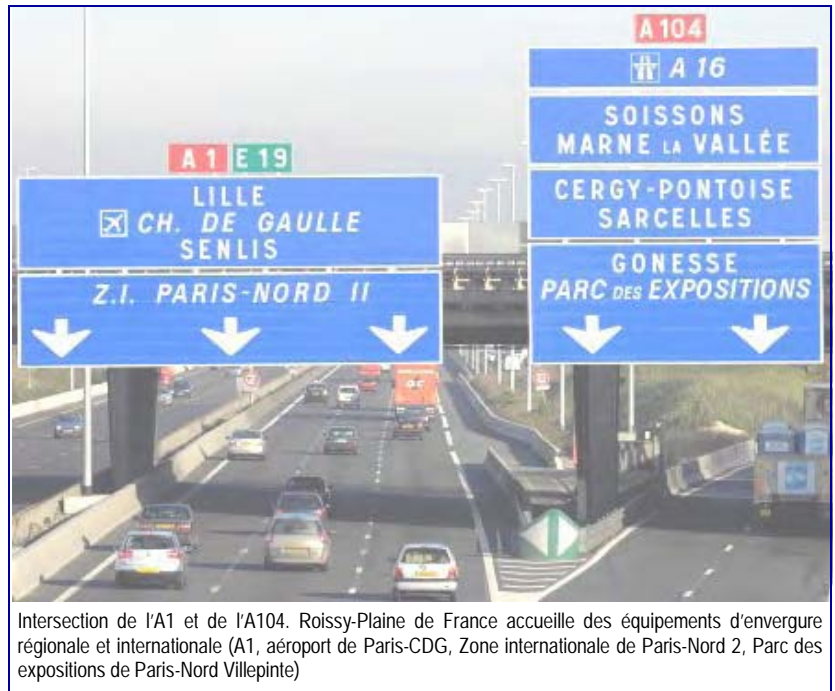 A 1 E 19
LILLE
CH. DE GAULLE
SENLIS
Z.I. PARIS-NORD II
A 104
A 16
SOISSONS
MARNE LA VALLÉE
CERGY-PONTOISE
SARCELLES
GONESSE
PARC DES EXPOSITIONS
Intersection de l'A1 et de l'A104. Roissy-Plaine de France accueille des équipements d'envergure
régionale et internationale (A1, aéroport de Paris-CDG, Zone internationale de Paris-Nord 2, Parc des
expositions de Paris-Nord Villepinte)